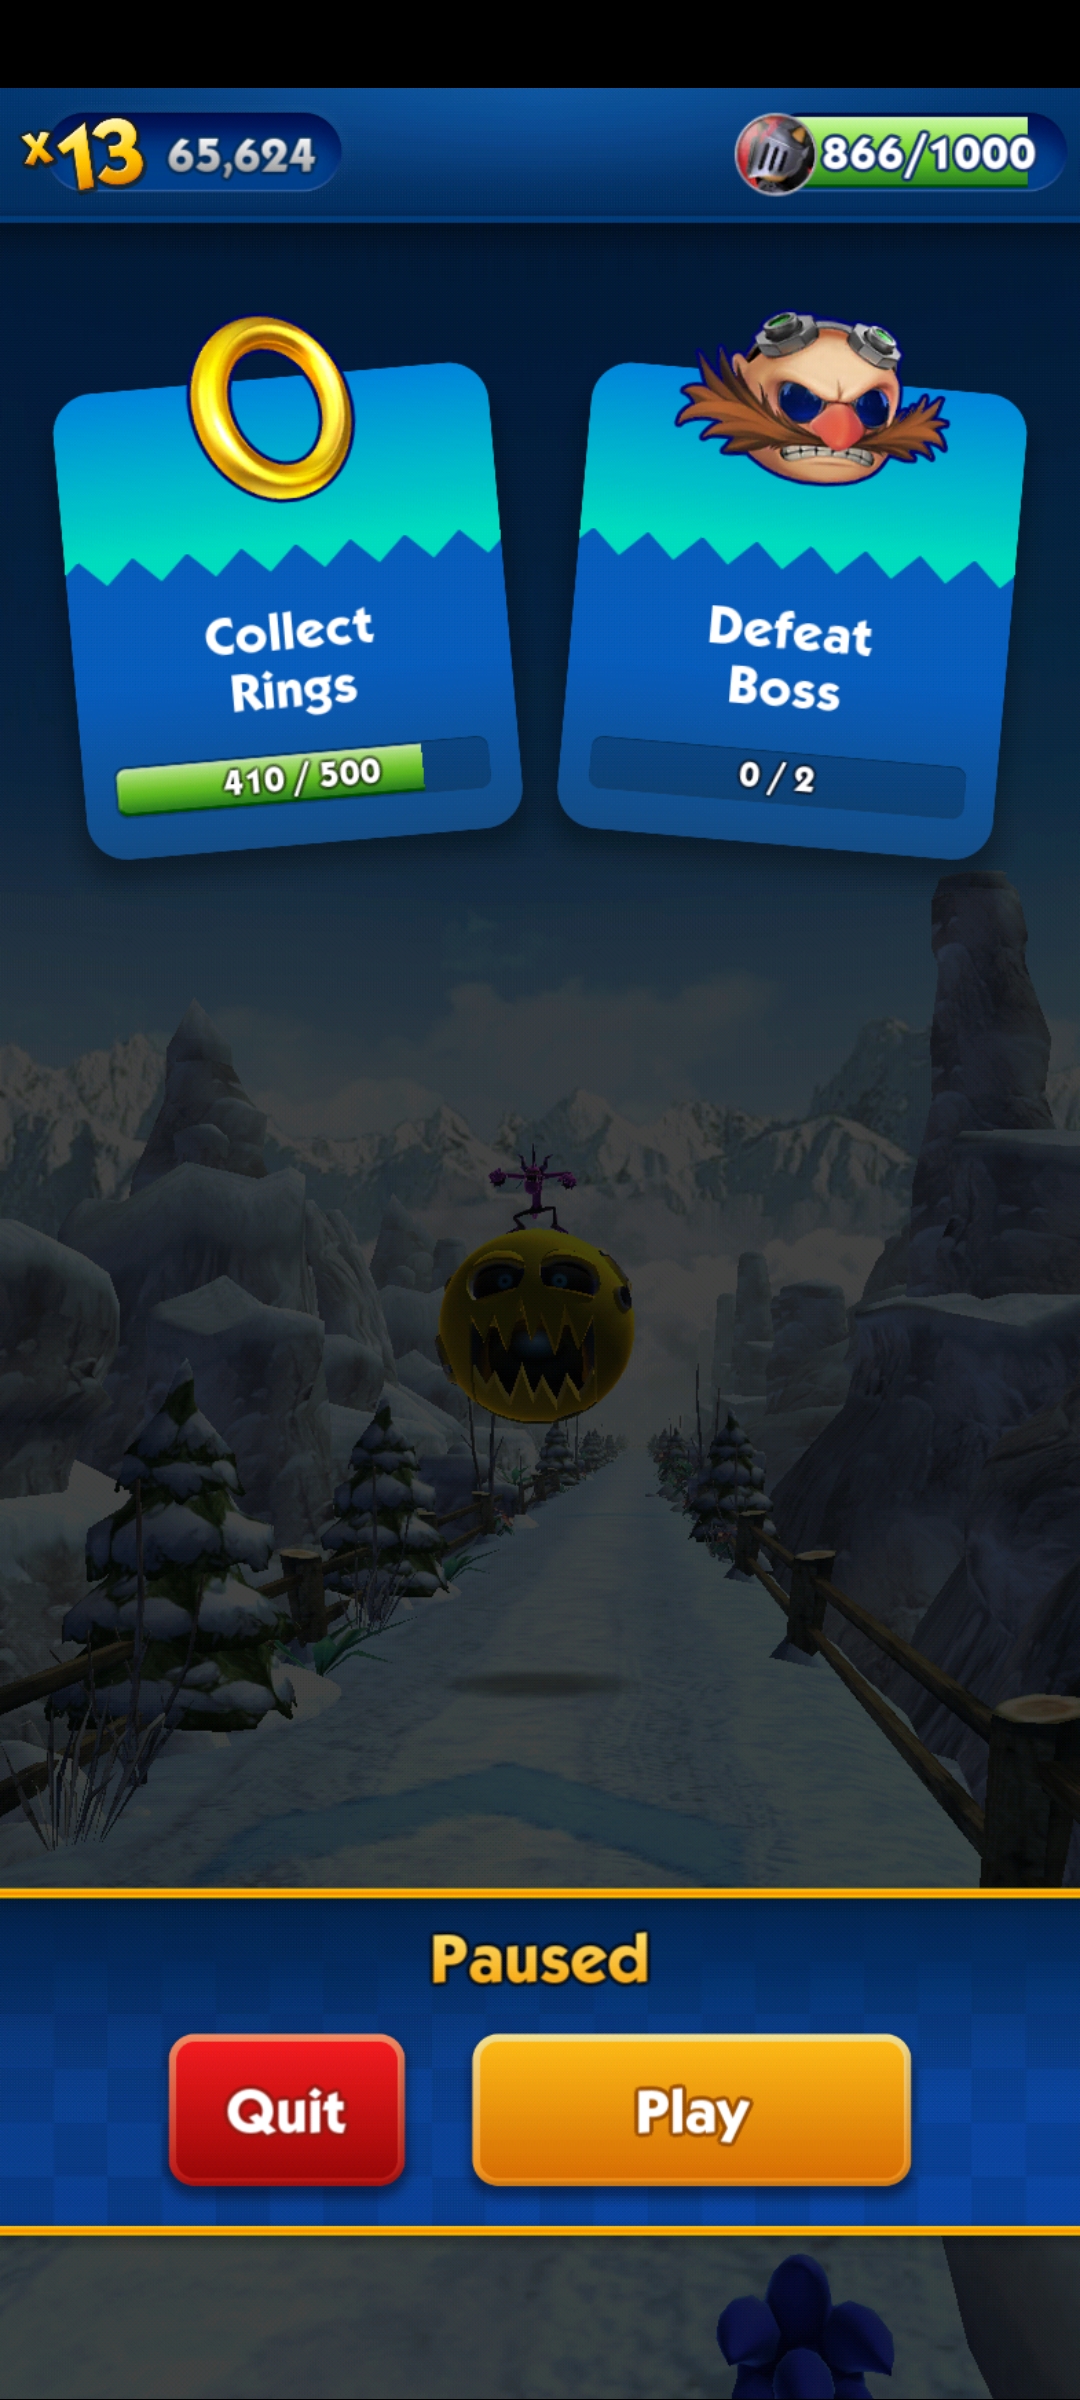 x13 65,624
866/1000
Collect
Rings
410 / 500
Defeat
Boss
0 / 2
Paused
Quit
Play